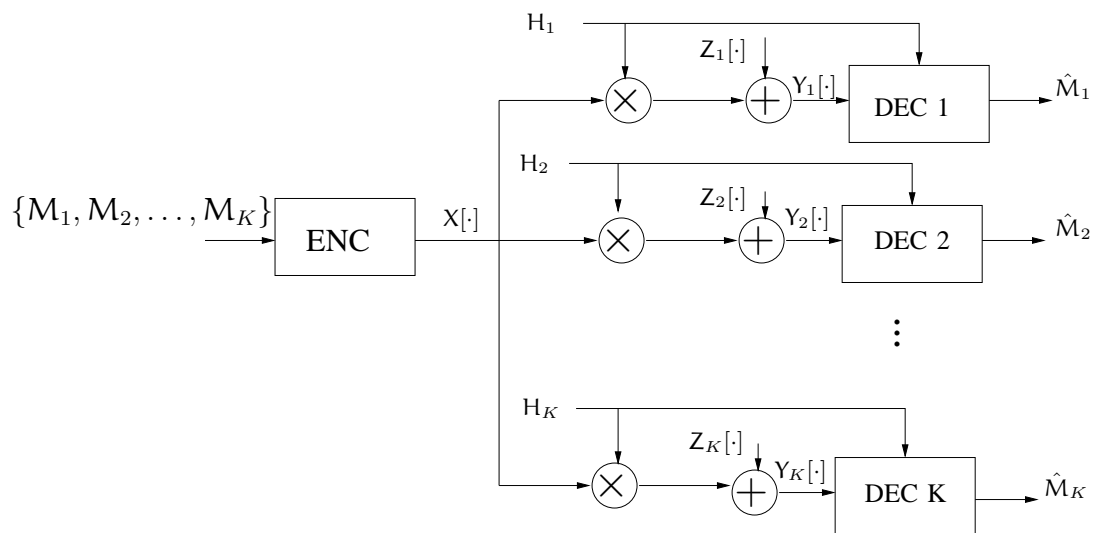 H₁
Z₁[·]
Y₁[·]
DEC 1
M̂₁
H₂
{M₁, M₂, . . . , M_K}
ENC
X[·]
Z₂[·]
Y₂[·]
DEC 2
M̂₂
⋮
H_K
Z_K[·]
Y_K[·]
DEC K
M̂_K